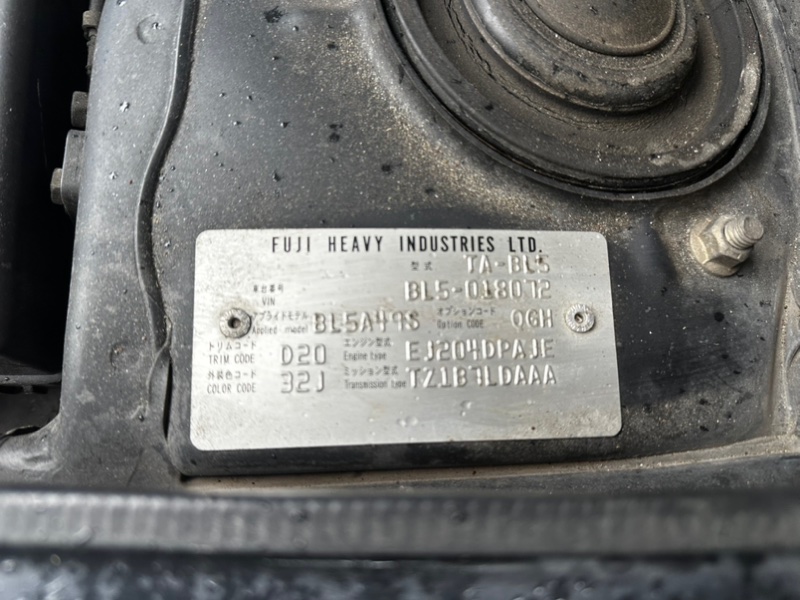 FUJI HEAVY INDUSTRIES LTD.
型式 TA-BL5
車台番号 VIN BL5-018072
アプライドモデル Applied model BL5A49S オプションコード OPTION CODE QGH
トリムコード TRIM CODE D20 エンジン型式 Engine type EJ204DPAJE
外装色コード COLOR CODE 32J ミッション型式 Transmission type TZ1B7LDAAA